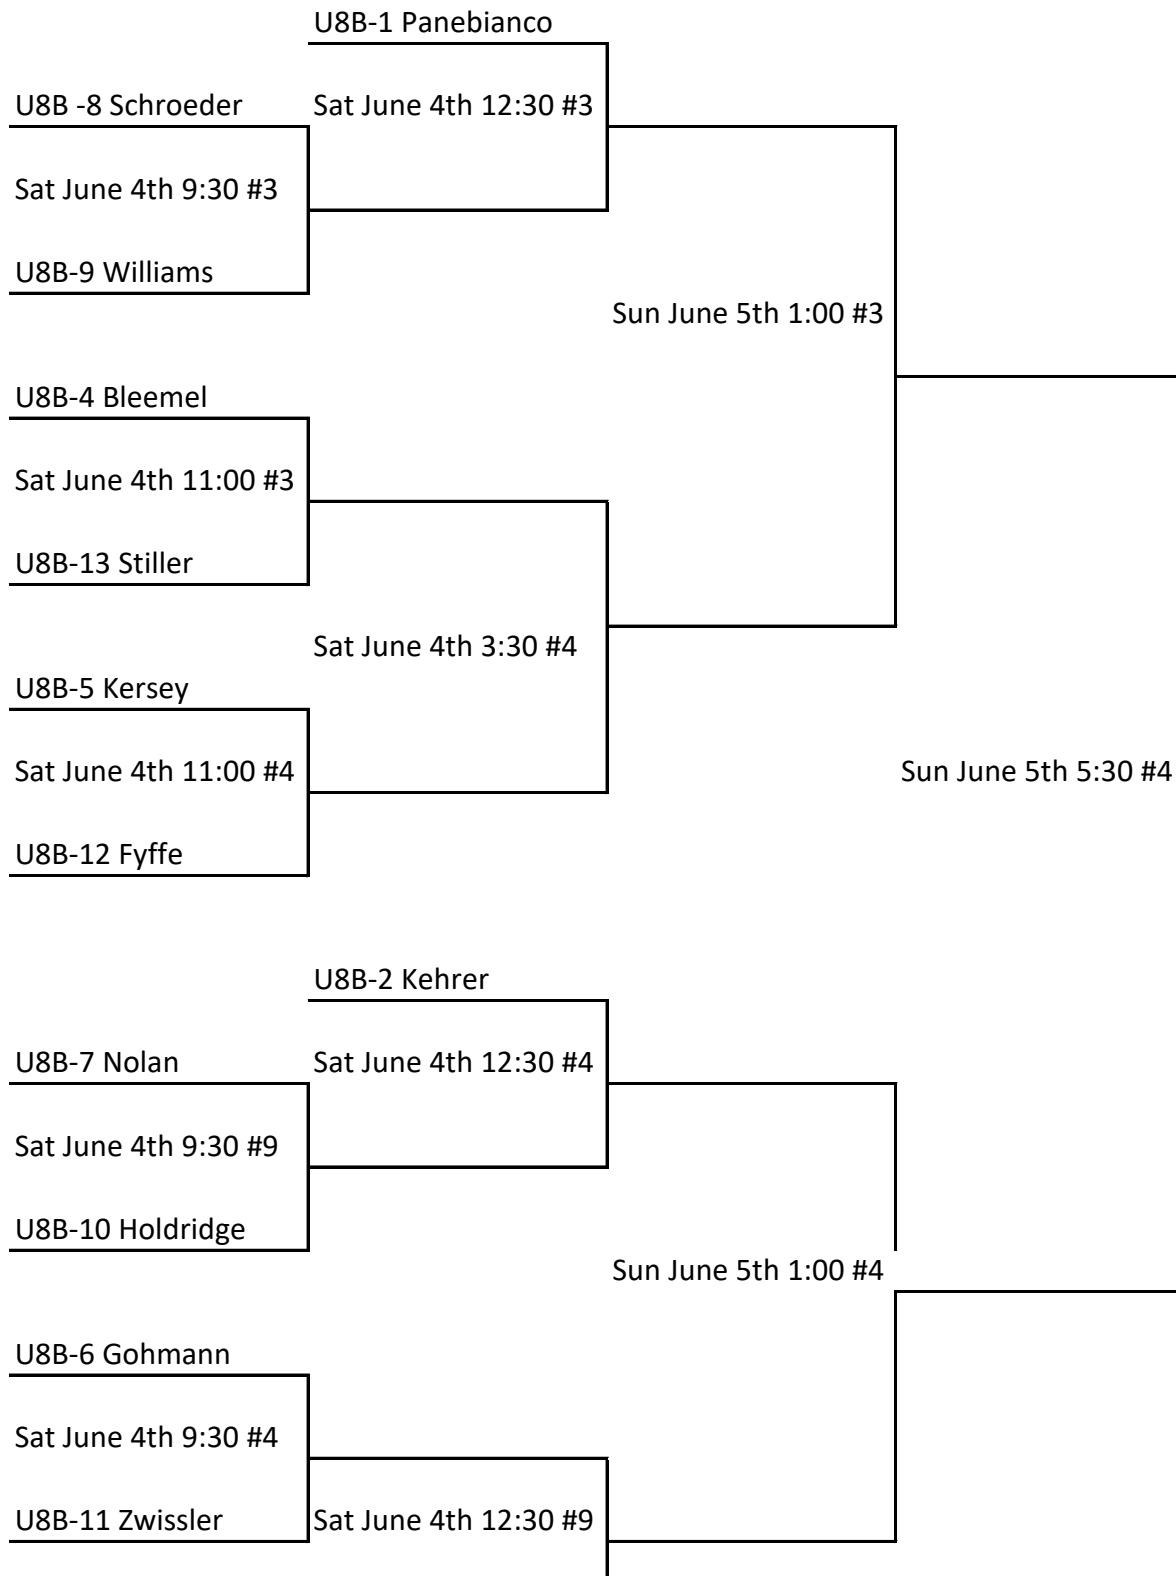 U8B-1 Panebianco
U8B -8 Schroeder
Sat June 4th 12:30 #3
Sat June 4th 9:30 #3
U8B-9 Williams
Sun June 5th 1:00 #3
U8B-4 Bleemel
Sat June 4th 11:00 #3
U8B-13 Stiller
Sat June 4th 3:30 #4
U8B-5 Kersey
Sat June 4th 11:00 #4
Sun June 5th 5:30 #4
U8B-12 Fyffe
U8B-2 Kehrer
U8B-7 Nolan
Sat June 4th 12:30 #4
Sat June 4th 9:30 #9
U8B-10 Holdridge
Sun June 5th 1:00 #4
U8B-6 Gohmann
Sat June 4th 9:30 #4
U8B-11 Zwissler
Sat June 4th 12:30 #9